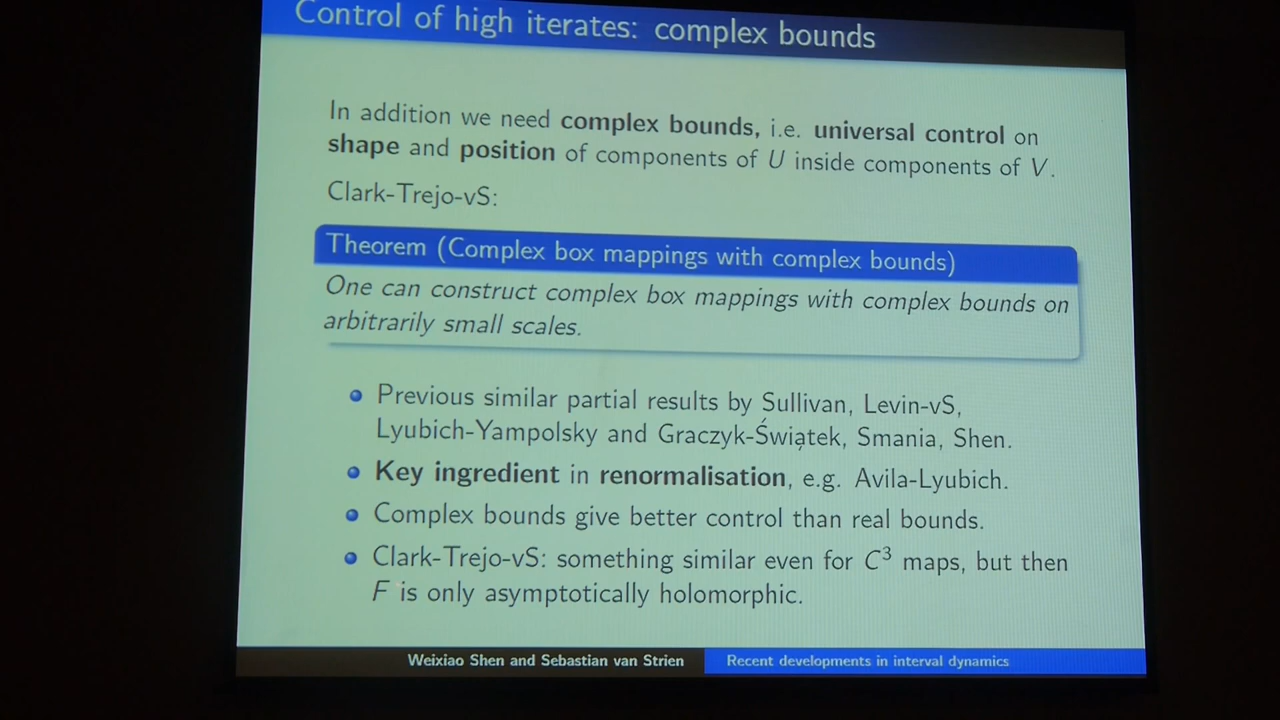 Control of high iterates: complex bounds
In addition we need complex bounds, i.e. universal control on
shape and position of components of U inside components of V.
Clark-Trejo-vS:
Theorem (Complex box mappings with complex bounds)
One can construct complex box mappings with complex bounds on
arbitrarily small scales.
Previous similar partial results by Sullivan, Levin-vS,
Lyubich-Yampolsky and Graczyk-Świątek, Smania, Shen.
Key ingredient in renormalisation, e.g. Avila-Lyubich.
Complex bounds give better control than real bounds.
Clark-Trejo-vS: something similar even for C³ maps, but then
F is only asymptotically holomorphic.
Weixiao Shen and Sebastian van Strien
Recent developments in interval dynamics